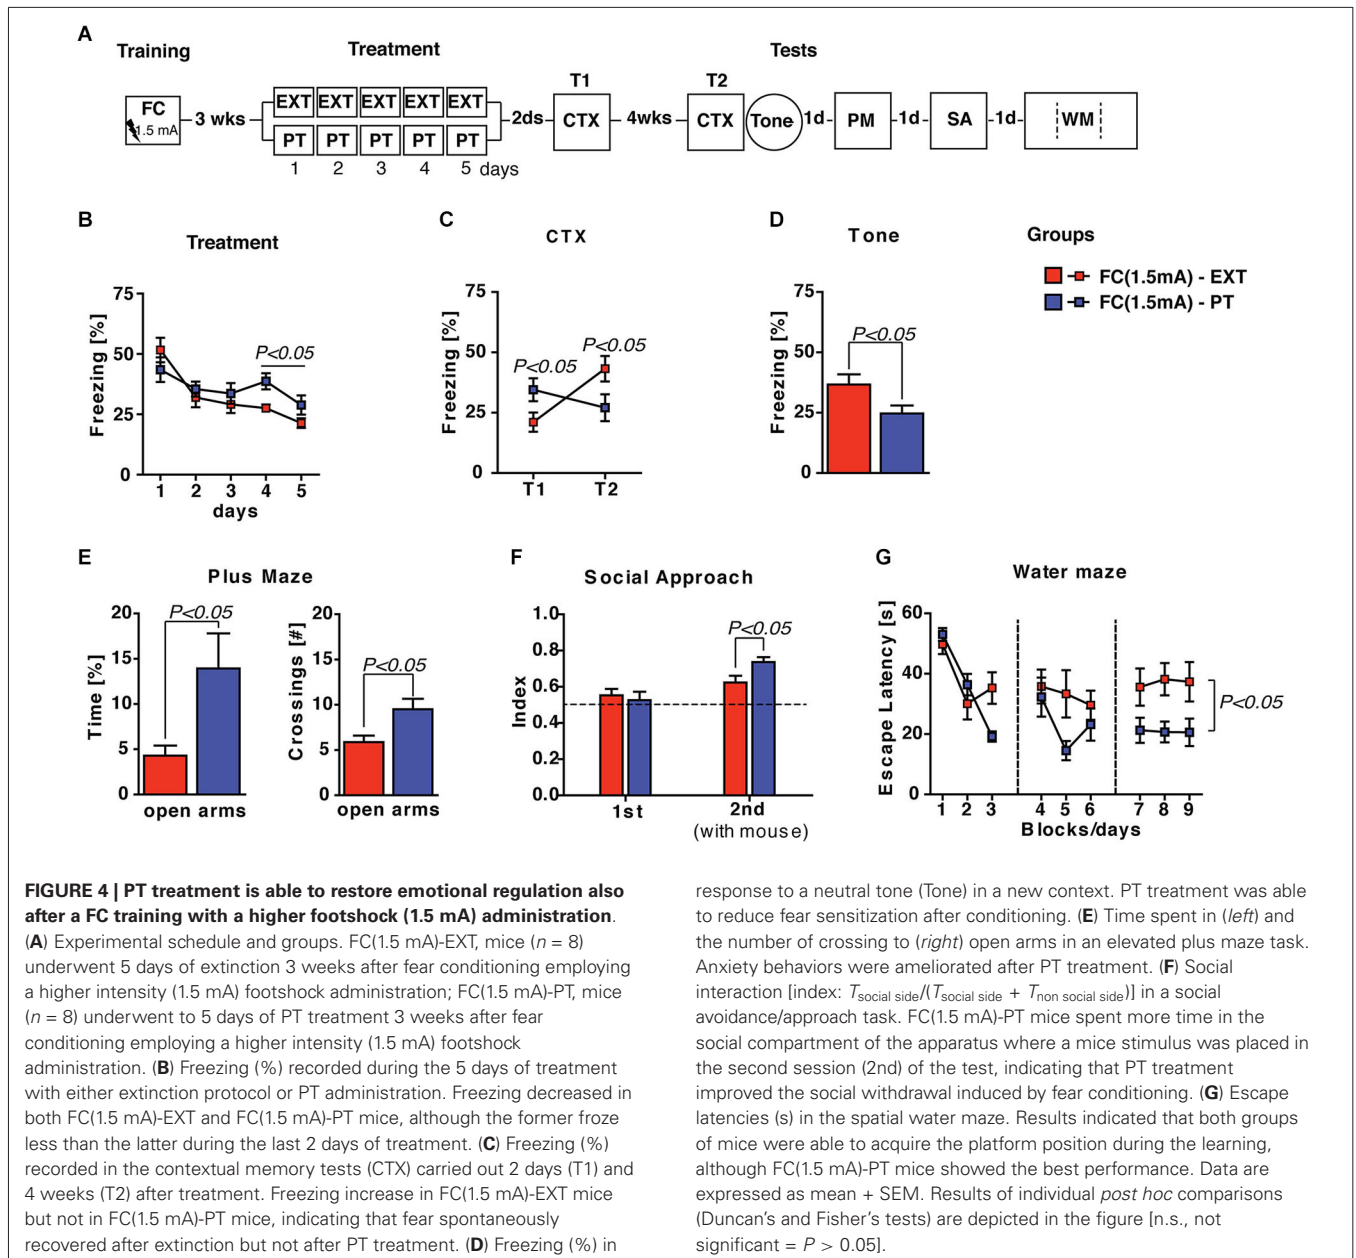 A
Training
Treatment
Tests
T1
T2
FC
1.5 mA
3 wks
EXT EXT EXT EXT EXT
PT PT PT PT PT
1 2 3 4 5 days
2ds
CTX
4wks
CTX
Tone
1d
PM
1d
SA
1d
WM
B
Treatment
Freezing [%]
75
50
25
0
P<0.05
1 2 3 4 5
days
C
CTX
Freezing [%]
75
50
25
0
P<0.05
P<0.05
T1 T2
D
Tone
Freezing [%]
75
50
25
0
P<0.05
Groups
FC(1.5mA) - EXT
FC(1.5mA) - PT
E
Plus Maze
Time [%]
20
15
10
5
0
P<0.05
open arms
Crossings [#]
20
15
10
5
0
P<0.05
open arms
F
Social Approach
Index
1.0
0.8
0.6
0.4
0.2
0.0
P<0.05
1st
2nd
(with mouse)
G
Water maze
Escape Latency [s]
60
40
20
0
P<0.05
1 2 3 4 5 6 7 8 9
Blocks/days
FIGURE 4 | PT treatment is able to restore emotional regulation also
after a FC training with a higher footshock (1.5 mA) administration.
(A) Experimental schedule and groups. FC(1.5 mA)-EXT, mice (n = 8)
underwent 5 days of extinction 3 weeks after fear conditioning employing
a higher intensity (1.5 mA) footshock administration; FC(1.5 mA)-PT, mice
(n = 8) underwent to 5 days of PT treatment 3 weeks after fear
conditioning employing a higher intensity (1.5 mA) footshock
administration. (B) Freezing (%) recorded during the 5 days of treatment
with either extinction protocol or PT administration. Freezing decreased in
both FC(1.5 mA)-EXT and FC(1.5 mA)-PT mice, although the former froze
less than the latter during the last 2 days of treatment. (C) Freezing (%)
recorded in the contextual memory tests (CTX) carried out 2 days (T1) and
4 weeks (T2) after treatment. Freezing increase in FC(1.5 mA)-EXT mice
but not in FC(1.5 mA)-PT mice, indicating that fear spontaneously
recovered after extinction but not after PT treatment. (D) Freezing (%) in
response to a neutral tone (Tone) in a new context. PT treatment was able
to reduce fear sensitization after conditioning. (E) Time spent in (left) and
the number of crossing to (right) open arms in an elevated plus maze task.
Anxiety behaviors were ameliorated after PT treatment. (F) Social
interaction [index: Tsocial side/(Tsocial side + Tnon social side)] in a social
avoidance/approach task. FC(1.5 mA)-PT mice spent more time in the
social compartment of the apparatus where a mice stimulus was placed in
the second session (2nd) of the test, indicating that PT treatment
improved the social withdrawal induced by fear conditioning. (G) Escape
latencies (s) in the spatial water maze. Results indicated that both groups
of mice were able to acquire the platform position during the learning,
although FC(1.5 mA)-PT mice showed the best performance. Data are
expressed as mean + SEM. Results of individual post hoc comparisons
(Duncan's and Fisher's tests) are depicted in the figure [n.s., not
significant = P > 0.05].